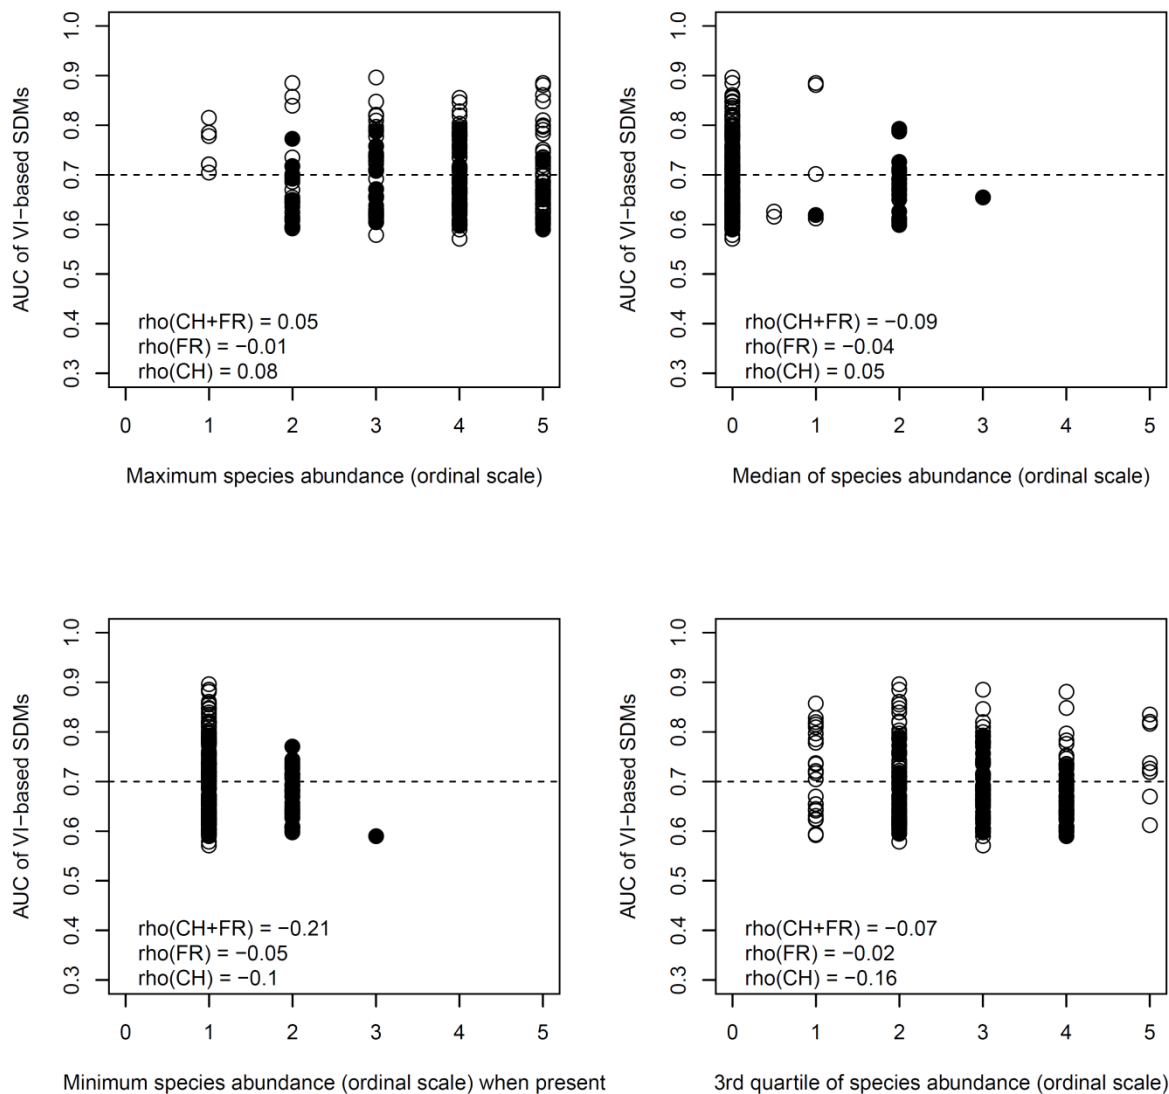 AUC of VI−based SDMs
1.0
0.9
0.8
0.7
0.6
0.5
0.4
0.3
rho(CH+FR) = 0.05
rho(FR) = −0.01
rho(CH) = 0.08
0 1 2 3 4 5
Maximum species abundance (ordinal scale)
AUC of VI−based SDMs
1.0
0.9
0.8
0.7
0.6
0.5
0.4
0.3
rho(CH+FR) = −0.09
rho(FR) = −0.04
rho(CH) = 0.05
0 1 2 3 4 5
Median of species abundance (ordinal scale)
AUC of VI−based SDMs
1.0
0.9
0.8
0.7
0.6
0.5
0.4
0.3
rho(CH+FR) = −0.21
rho(FR) = −0.05
rho(CH) = −0.1
0 1 2 3 4 5
Minimum species abundance (ordinal scale) when present
AUC of VI−based SDMs
1.0
0.9
0.8
0.7
0.6
0.5
0.4
0.3
rho(CH+FR) = −0.07
rho(FR) = −0.02
rho(CH) = −0.16
0 1 2 3 4 5
3rd quartile of species abundance (ordinal scale)